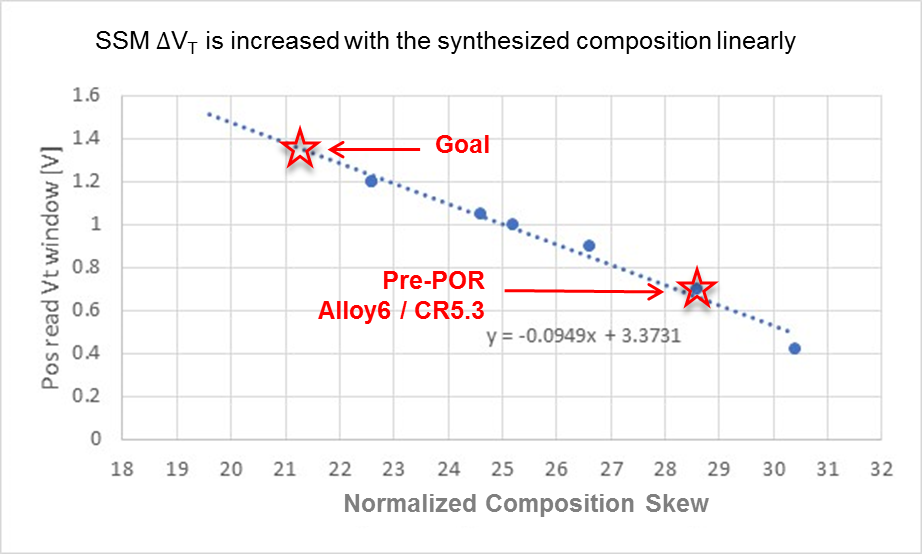 SSM ΔVT is increased with the synthesized composition linearly
Pos read Vt window [V]
1.6
1.4
1.2
1
0.8
0.6
0.4
0.2
0
Goal
Pre-POR
Alloy6 / CR5.3
y = -0.0949x + 3.3731
18 19 20 21 22 23 24 25 26 27 28 29 30 31 32
Normalized Composition Skew